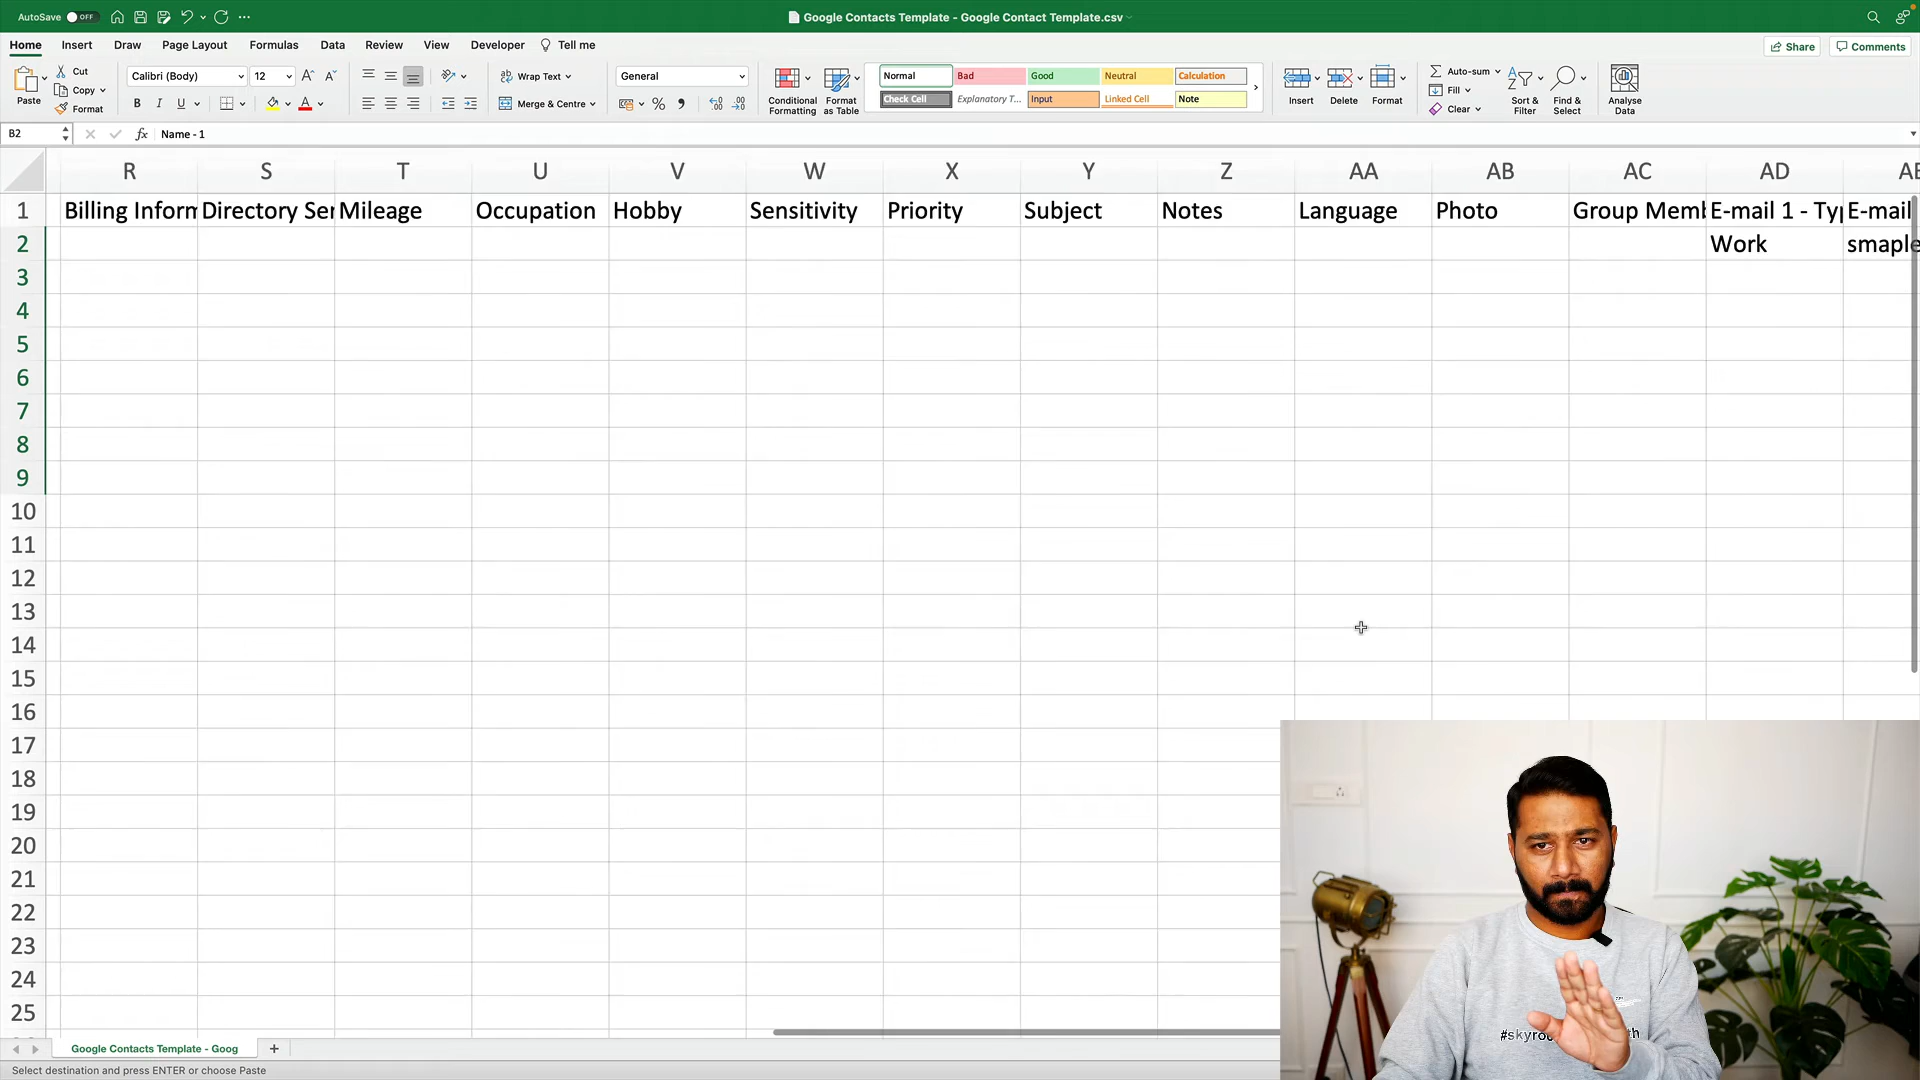 AutoSave OFF
Google Contacts Template - Google Contact Template.csv
Home Insert Draw Page Layout Formulas Data Review View Developer Tell me
Share Comments
Paste
Cut
Copy
Format
Calibri (Body) 12
B I U
Wrap Text
Merge & Centre
General
Conditional Formatting
Format as Table
Normal Bad Good Neutral Calculation
Check Cell Explanatory T... Input Linked Cell Note
Insert Delete Format
Auto-sum
Fill
Clear
Sort & Filter
Find & Select
Analyse Data
B2 fx Name - 1
R S T U V W X Y Z AA AB AC AD
1 Billing Inform Directory Ser Mileage Occupation Hobby Sensitivity Priority Subject Notes Language Photo Group Memb E-mail 1 - Typ E-mail
2 Work smaple
3
4
5
6
7
8
9
10
11
12
13
14
15
16
17
18
19
20
21
22
23
24
25
Google Contacts Template - Goog
Select destination and press ENTER or choose Paste